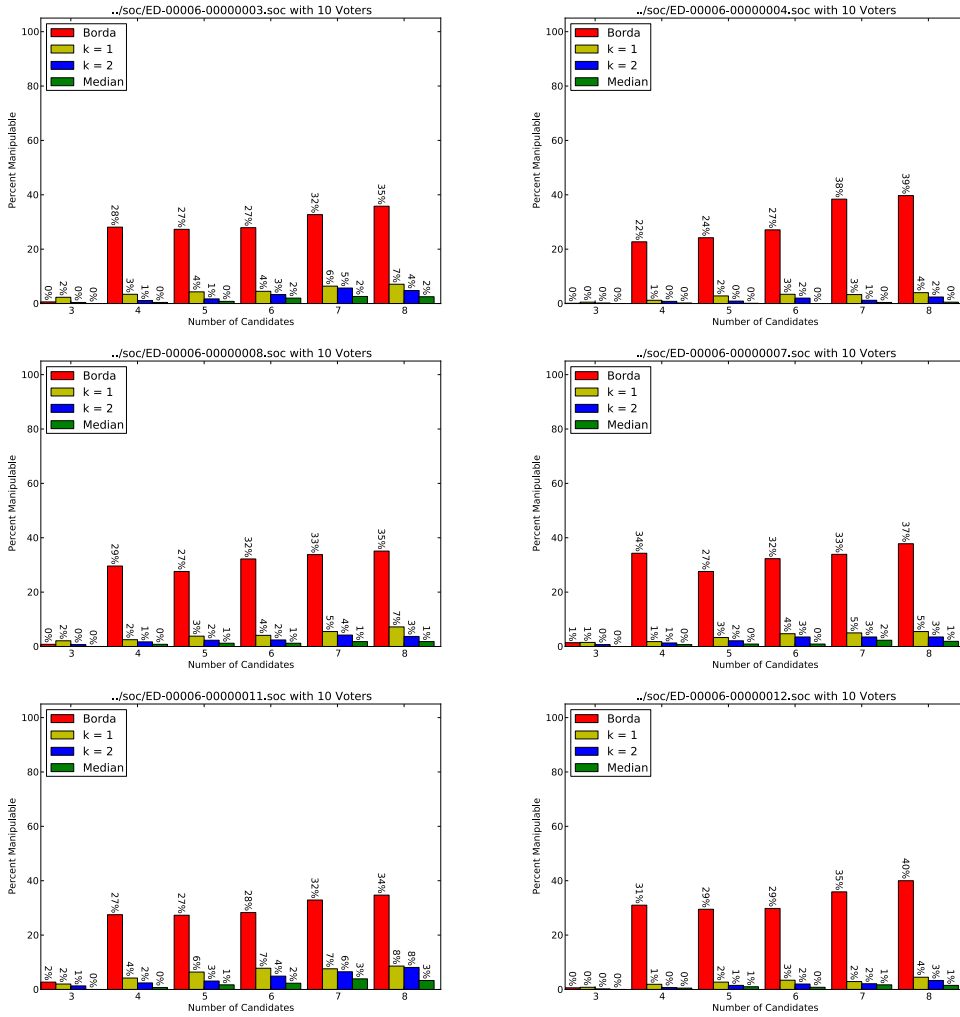 ../soc/ED-00006-00000003.soc with 10 Voters
Borda
k = 1
k = 2
Median
Percent Manipulable
100
80
60
40
20
0
0% 2% 0% 0%
28% 3% 1% 0%
27% 4% 1% 0%
27% 4% 3% 2%
32% 6% 5% 2%
35% 7% 4% 2%
3 4 5 6 7 8
Number of Candidates
../soc/ED-00006-00000004.soc with 10 Voters
Borda
k = 1
k = 2
Median
Percent Manipulable
100
80
60
40
20
0
0% 0% 0% 0%
22% 1% 0% 0%
24% 2% 0% 0%
27% 3% 2% 0%
38% 3% 1% 0%
39% 4% 2% 0%
3 4 5 6 7 8
Number of Candidates
../soc/ED-00006-00000008.soc with 10 Voters
Borda
k = 1
k = 2
Median
Percent Manipulable
100
80
60
40
20
0
0% 2% 0% 0%
29% 2% 1% 0%
27% 3% 2% 1%
32% 4% 2% 1%
33% 5% 4% 1%
35% 7% 3% 1%
3 4 5 6 7 8
Number of Candidates
../soc/ED-00006-00000007.soc with 10 Voters
Borda
k = 1
k = 2
Median
Percent Manipulable
100
80
60
40
20
0
1% 1% 0% 0%
34% 1% 1% 0%
27% 3% 2% 0%
32% 4% 3% 0%
33% 5% 3% 2%
37% 5% 3% 1%
3 4 5 6 7 8
Number of Candidates
../soc/ED-00006-00000011.soc with 10 Voters
Borda
k = 1
k = 2
Median
Percent Manipulable
100
80
60
40
20
0
2% 2% 1% 0%
27% 4% 2% 0%
27% 6% 3% 1%
28% 7% 4% 2%
32% 7% 6% 3%
34% 8% 8% 3%
3 4 5 6 7 8
Number of Candidates
../soc/ED-00006-00000012.soc with 10 Voters
Borda
k = 1
k = 2
Median
Percent Manipulable
100
80
60
40
20
0
0% 0% 0% 0%
31% 1% 0% 0%
29% 2% 1% 1%
29% 3% 2% 0%
35% 2% 2% 1%
40% 4% 3% 1%
3 4 5 6 7 8
Number of Candidates